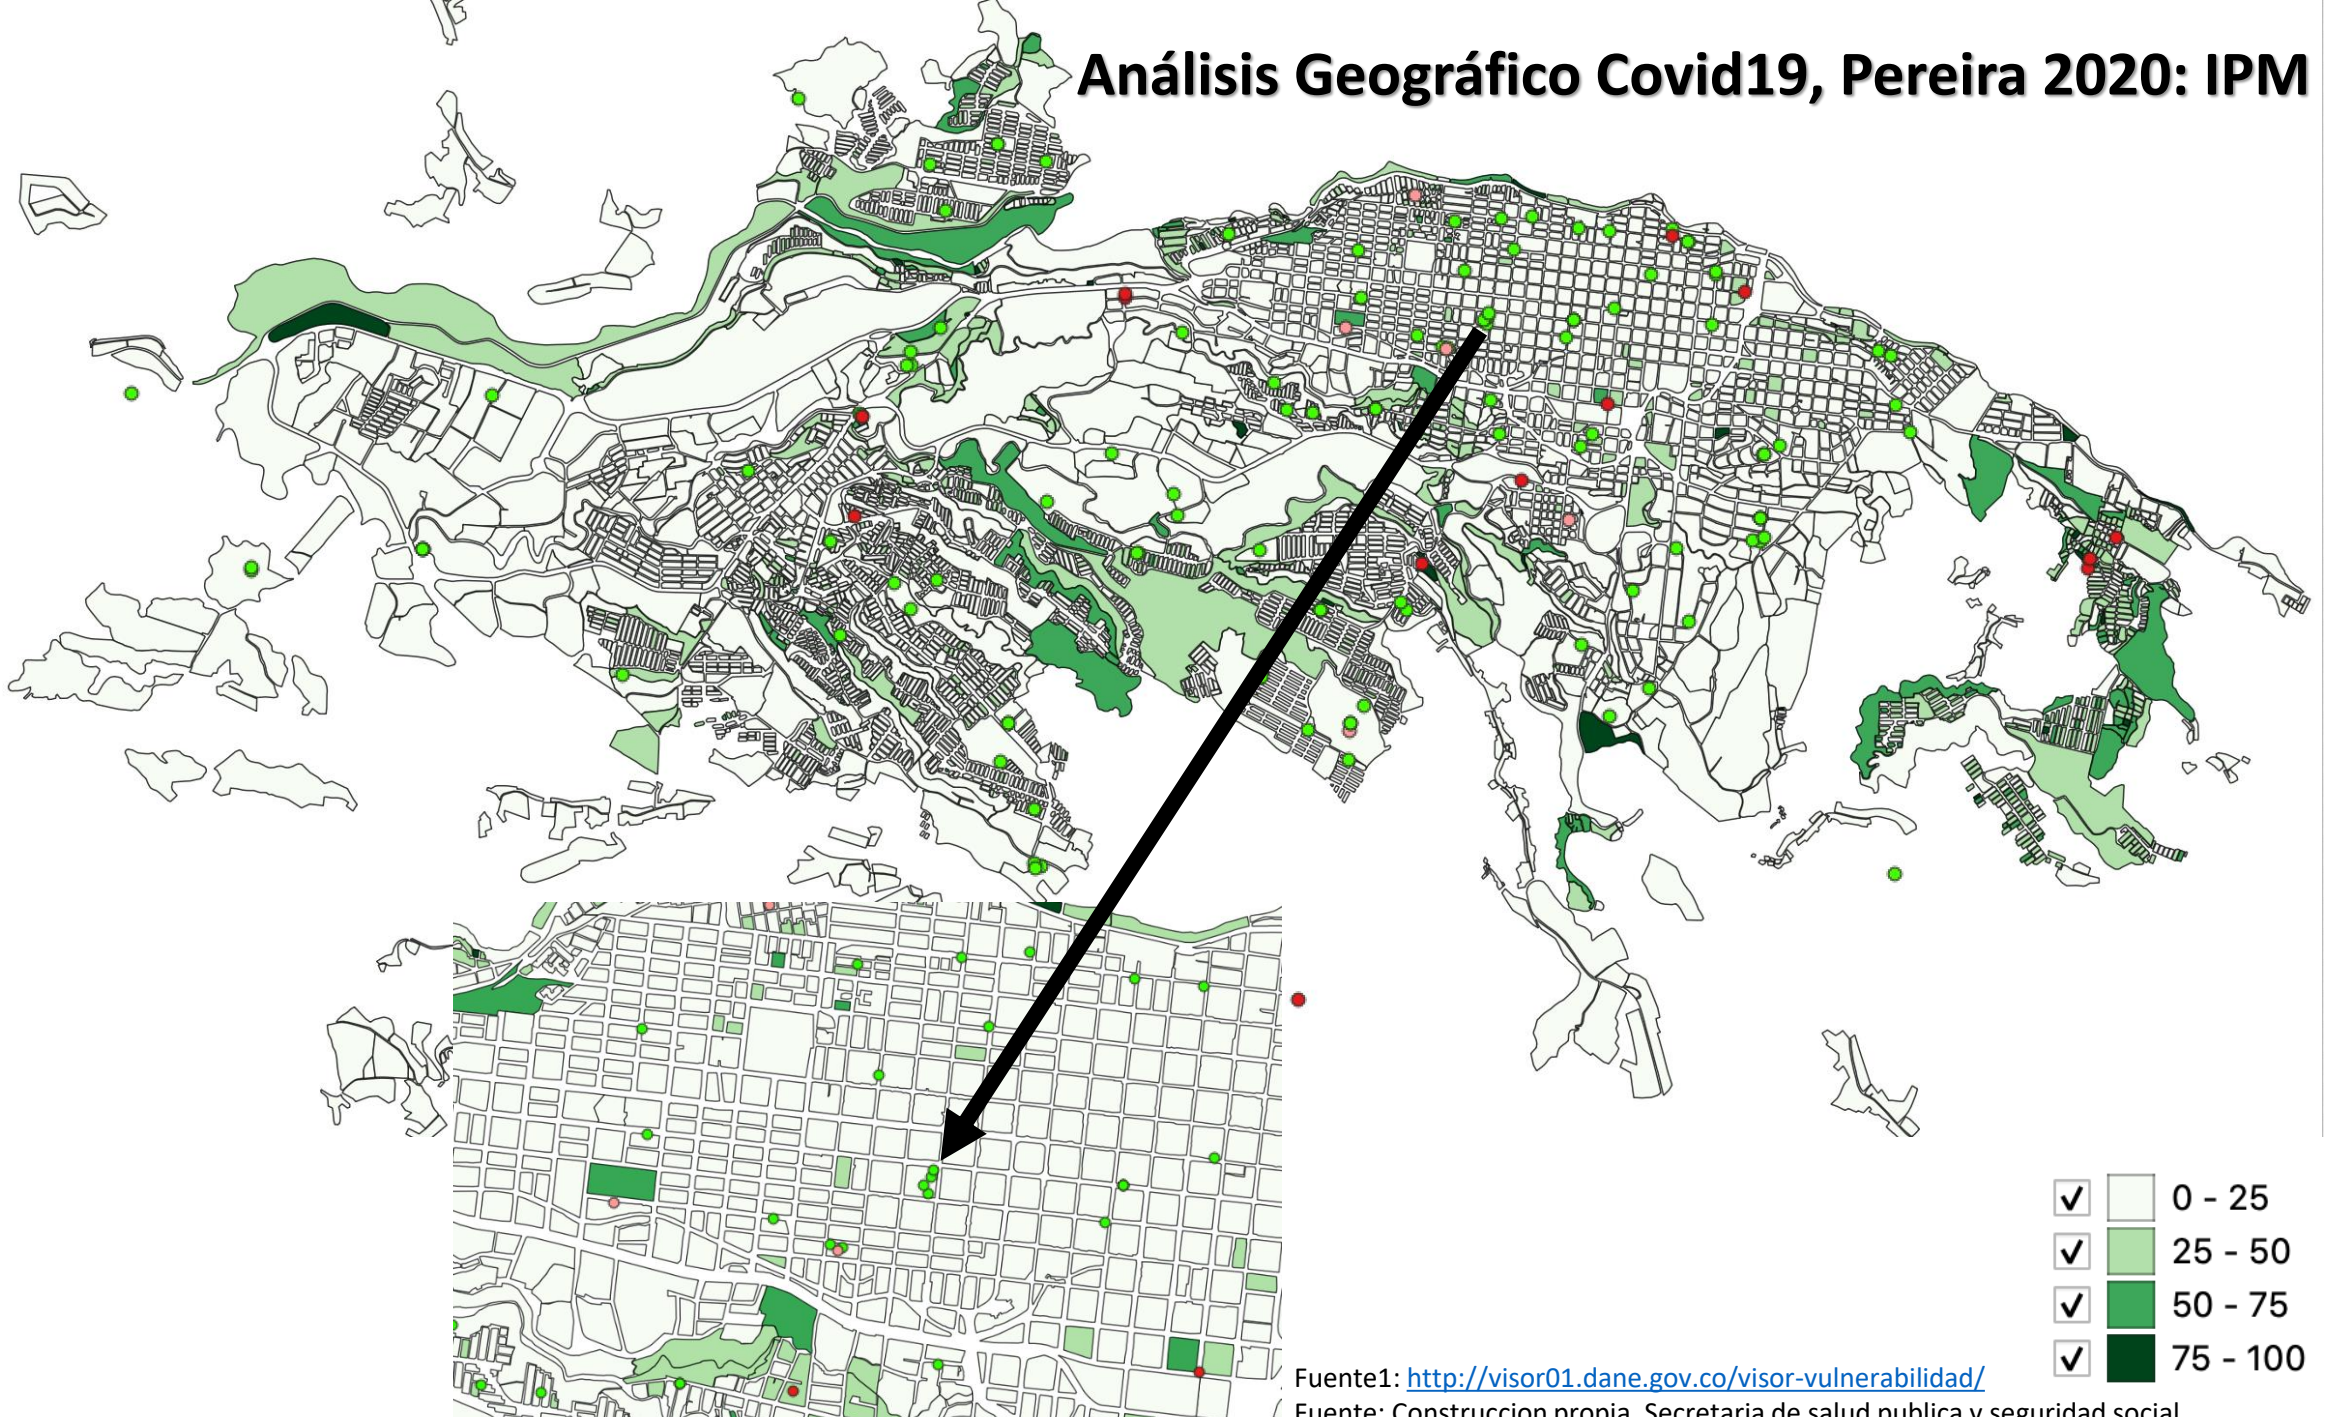 Análisis Geográfico Covid19, Pereira 2020: IPM
0 - 25
25 - 50
50 - 75
75 - 100
Fuente1: http://visor01.dane.gov.co/visor-vulnerabilidad/
Fuente: Construccion propia, Secretaria de salud publica y seguridad social